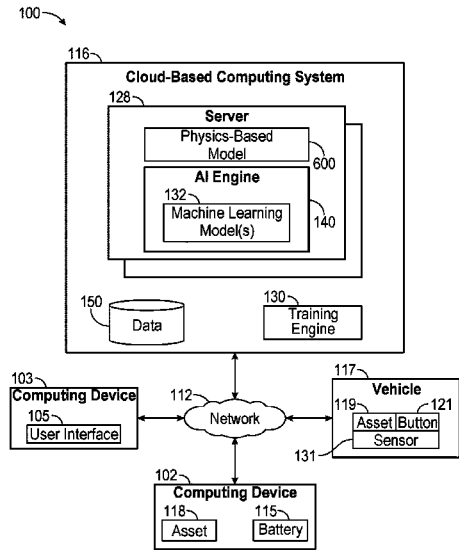 100
116
Cloud-Based Computing System
128
Server
Physics-Based
Model
600
AI Engine
132
Machine Learning
Model(s)
140
150
Data
130
Training
Engine
103
Computing Device
105
User Interface
112
Network
117
Vehicle
119
121
Asset
Button
Sensor
131
102
Computing Device
118
Asset
115
Battery